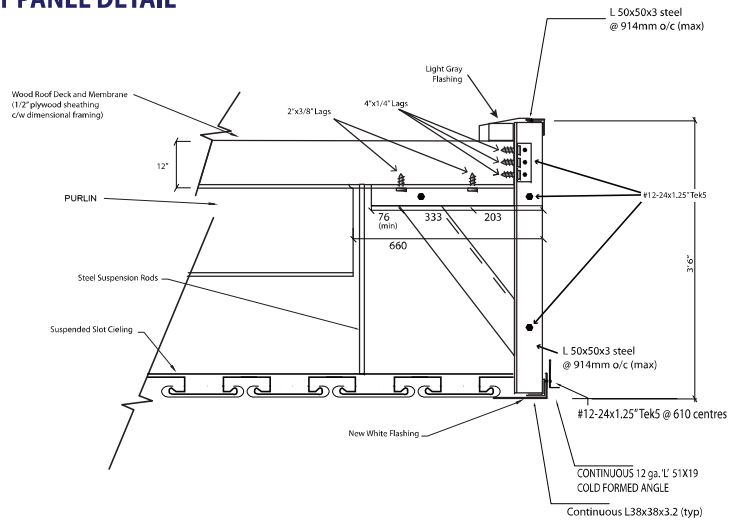 PANEL DETAIL
L 50x50x3 steel
@ 914mm o/c (max)
Light Gray
Flashing
Wood Roof Deck and Membrane
(1/2" plywood sheathing
c/w dimensional framing)
2"x3/8" Lags
4"x1/4" Lags
12"
PURLIN
#12-24x1.25" Tek5
76
(min)
333
203
660
3' 6"
Steel Suspension Rods
Suspended Slot Cieling
L 50x50x3 steel
@ 914mm o/c (max)
#12-24x1.25" Tek5 @ 610 centres
New White Flashing
CONTINUOUS 12 ga. 'L' 51X19
COLD FORMED ANGLE
Continuous L38x38x3.2 (typ)